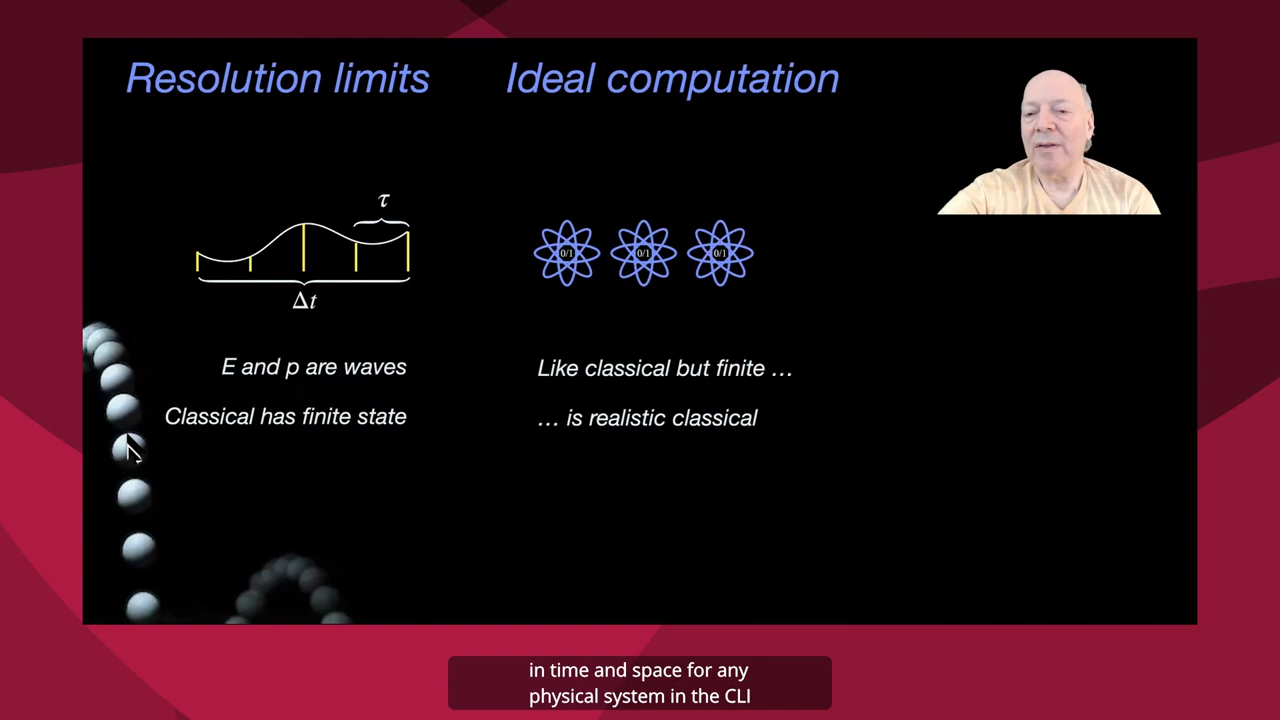 Resolution limits
Ideal computation
τ
0/1 0/1 0/1
Δt
E and p are waves
Like classical but finite …
Classical has finite state
… is realistic classical
in time and space for any
physical system in the CLI